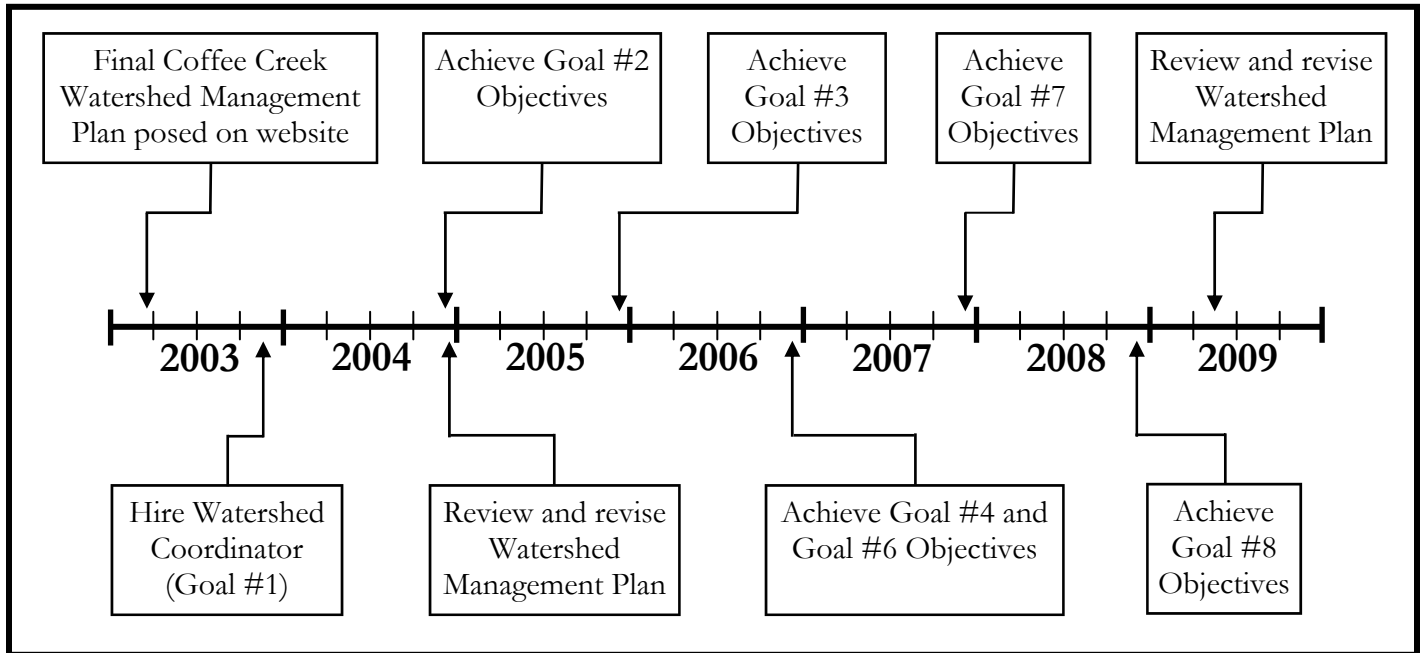 Final Coffee Creek
Watershed Management
Plan posed on website
Achieve Goal #2
Objectives
Achieve
Goal #3
Objectives
Achieve
Goal #7
Objectives
Review and revise
Watershed
Management Plan
2003
2004
2005
2006
2007
2008
2009
Hire Watershed
Coordinator
(Goal #1)
Review and revise
Watershed
Management Plan
Achieve Goal #4 and
Goal #6 Objectives
Achieve
Goal #8
Objectives